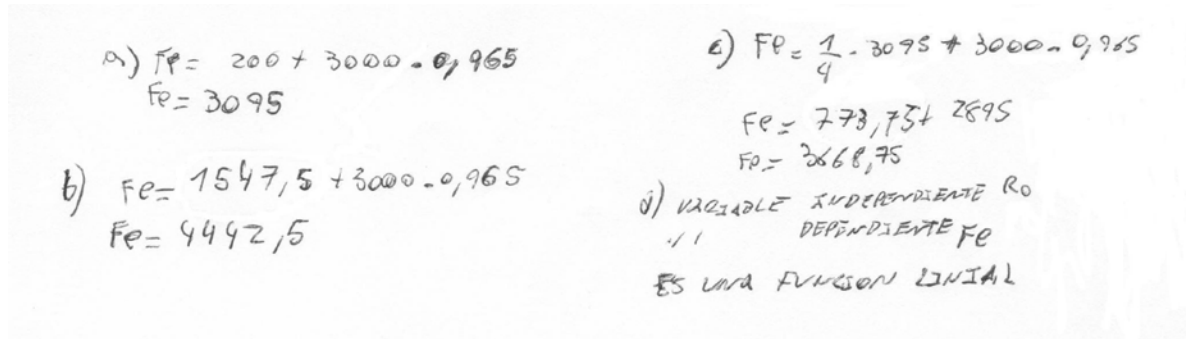 a) Fe = 200 + 3000 . 0,965
Fe = 3095
b) Fe = 1547,5 + 3000 . 0,965
Fe = 4442,5
c) Fe = 1/4 . 3095 + 3000 . 0,965
Fe = 773,75 + 2895
Fe = 3668,75
d) VARIABLE INDEPENDIENTE Ro
" DEPENDIENTE Fe
ES UNA FUNCION LINIAL